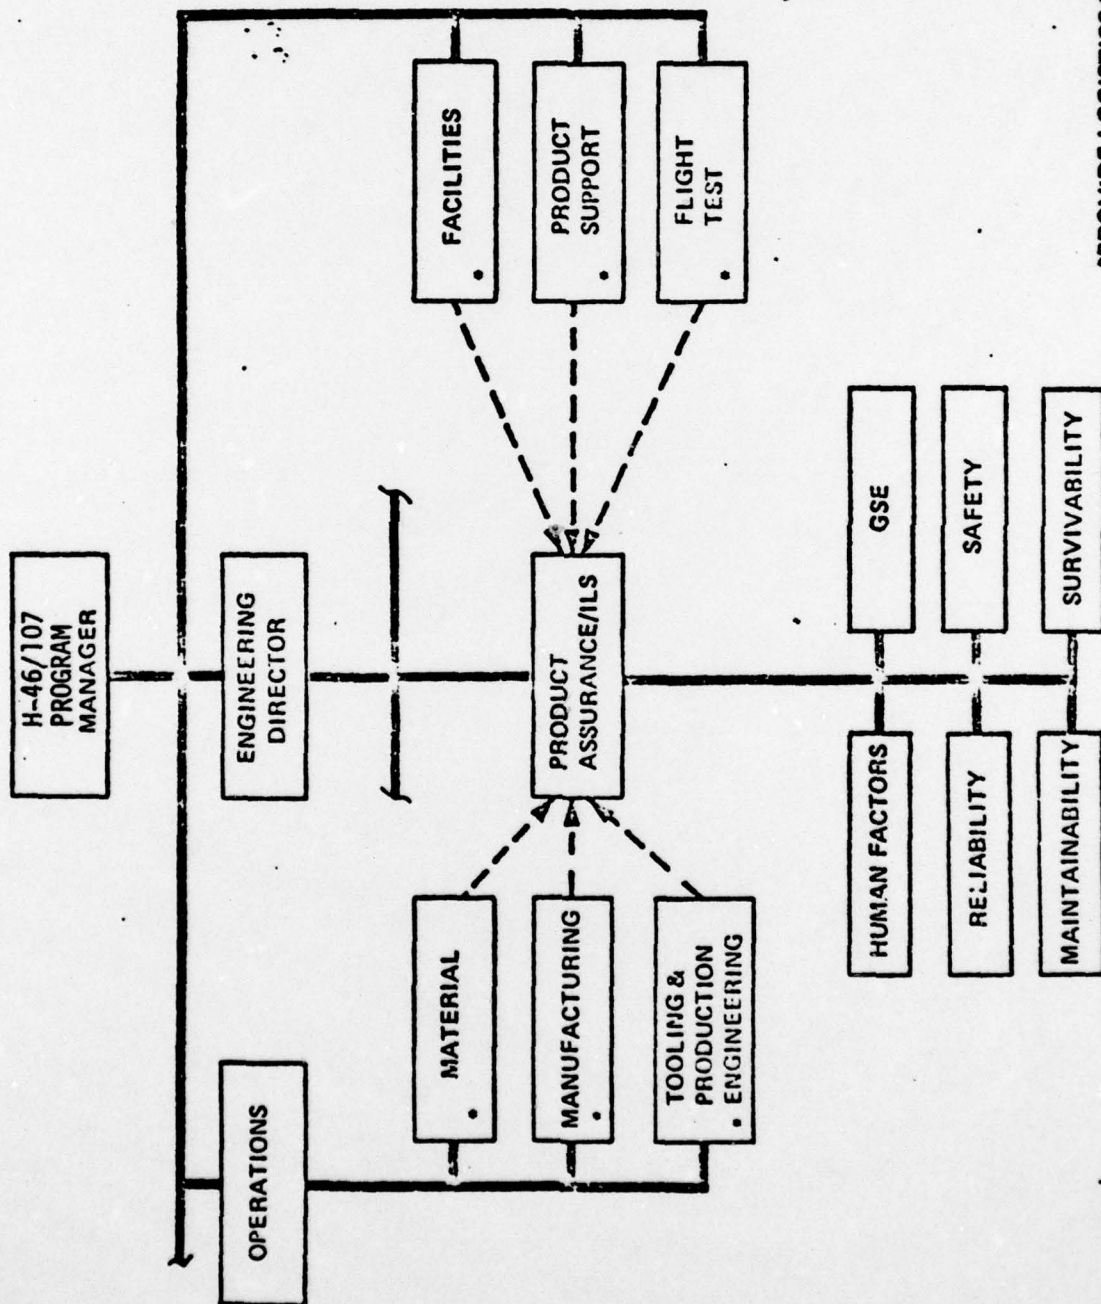 H-46/107
PROGRAM
MANAGER
OPERATIONS
ENGINEERING
DIRECTOR
MATERIAL
MANUFACTURING
TOOLING &
PRODUCTION
ENGINEERING
PRODUCT
ASSURANCE/ILS
FACILITIES
PRODUCT
SUPPORT
FLIGHT
TEST
HUMAN FACTORS
GSE
RELIABILITY
SAFETY
MAINTAINABILITY
SURVIVABILITY